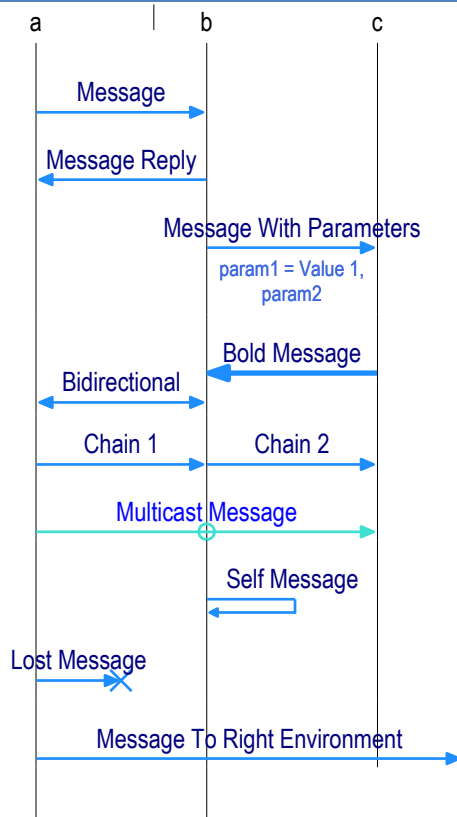 a b c
Message
Message Reply
Message With Parameters
param1 = Value 1,
param2
Bold Message
Bidirectional
Chain 1 Chain 2
Multicast Message
Self Message
Lost Message
Message To Right Environment